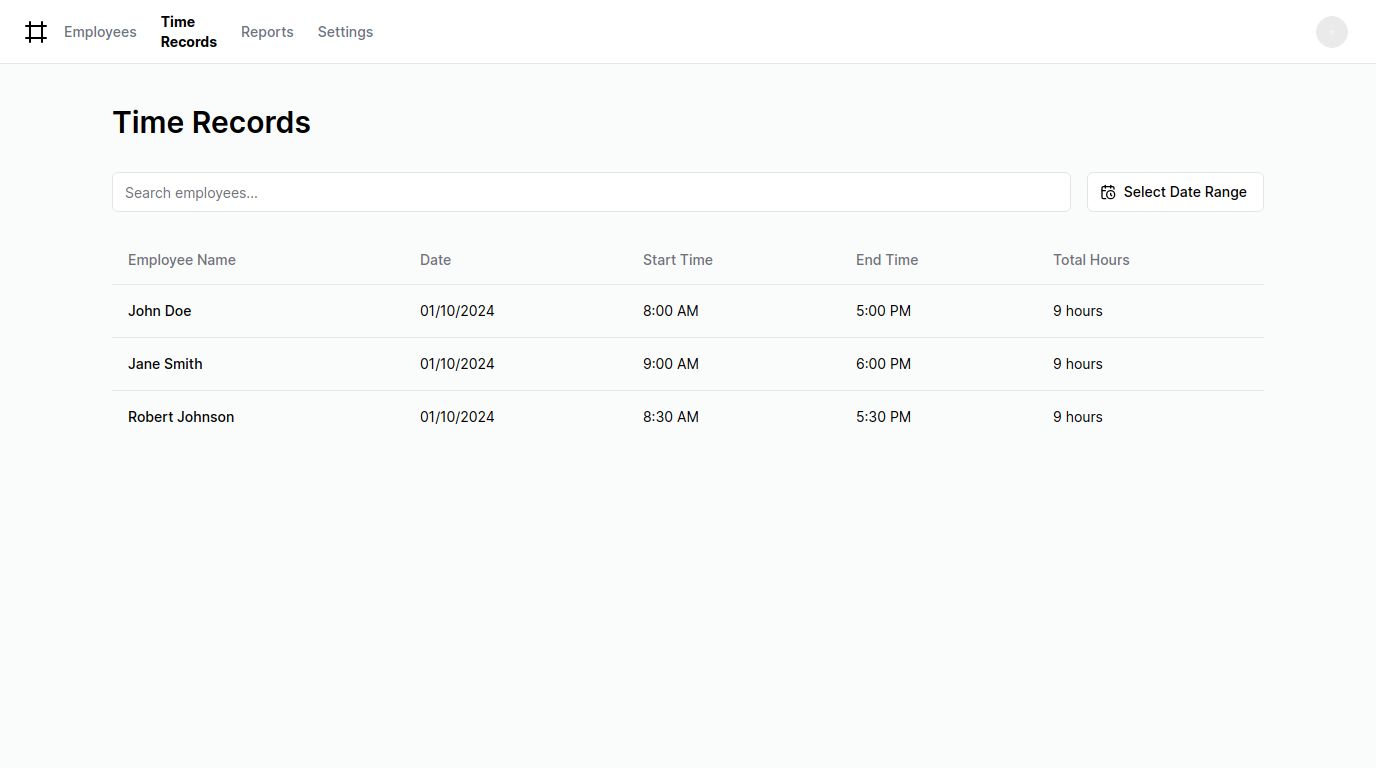 Employees Time Records Reports Settings
Time Records
Search employees...
Select Date Range
Employee Name Date Start Time End Time Total Hours
John Doe 01/10/2024 8:00 AM 5:00 PM 9 hours
Jane Smith 01/10/2024 9:00 AM 6:00 PM 9 hours
Robert Johnson 01/10/2024 8:30 AM 5:30 PM 9 hours